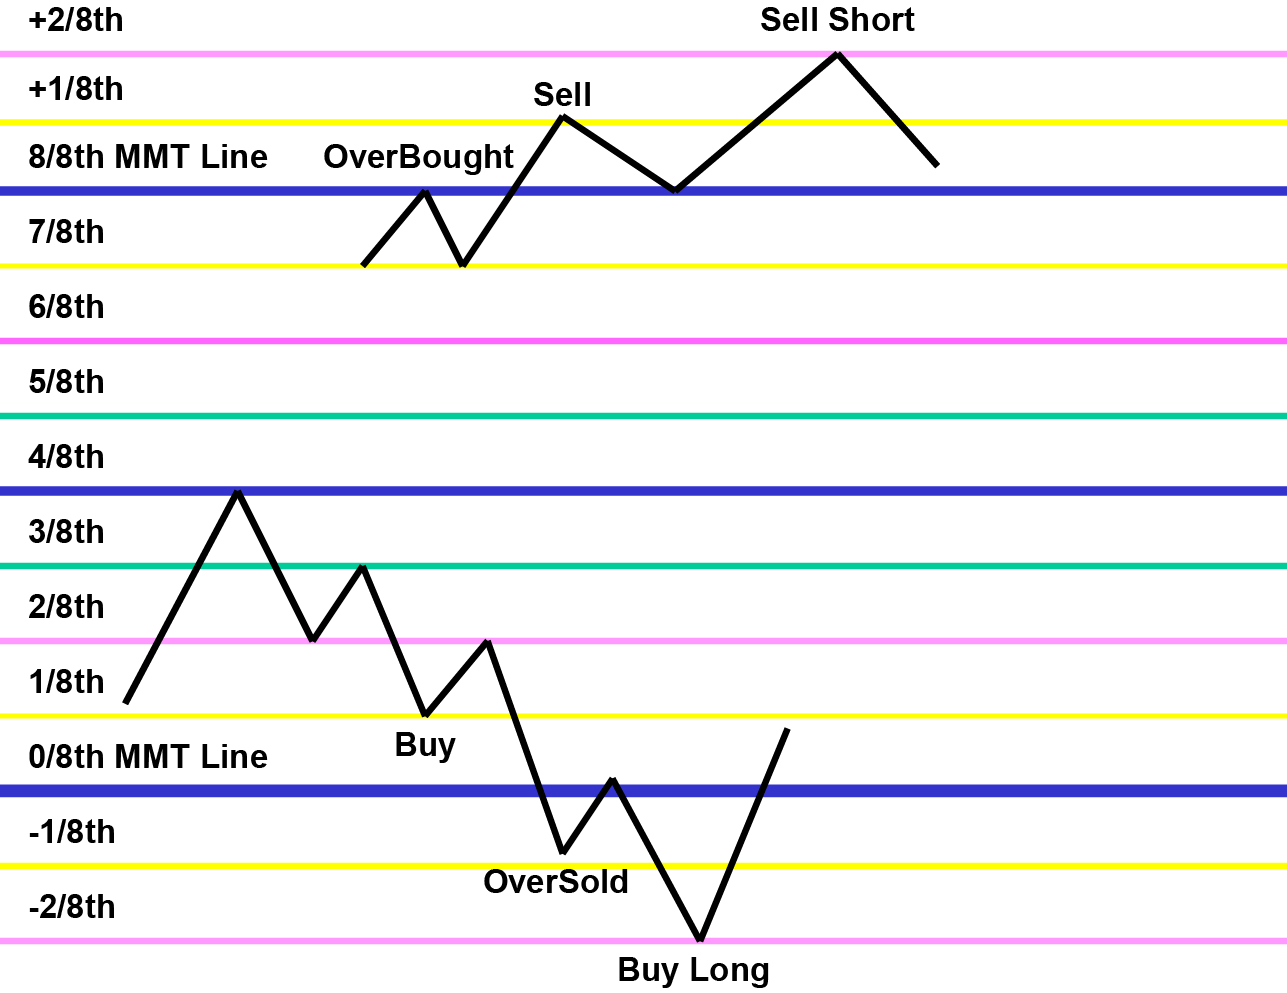 +2/8th
Sell Short
+1/8th
Sell
8/8th MMT Line
OverBought
7/8th
6/8th
5/8th
4/8th
3/8th
2/8th
1/8th
Buy
0/8th MMT Line
-1/8th
OverSold
-2/8th
Buy Long